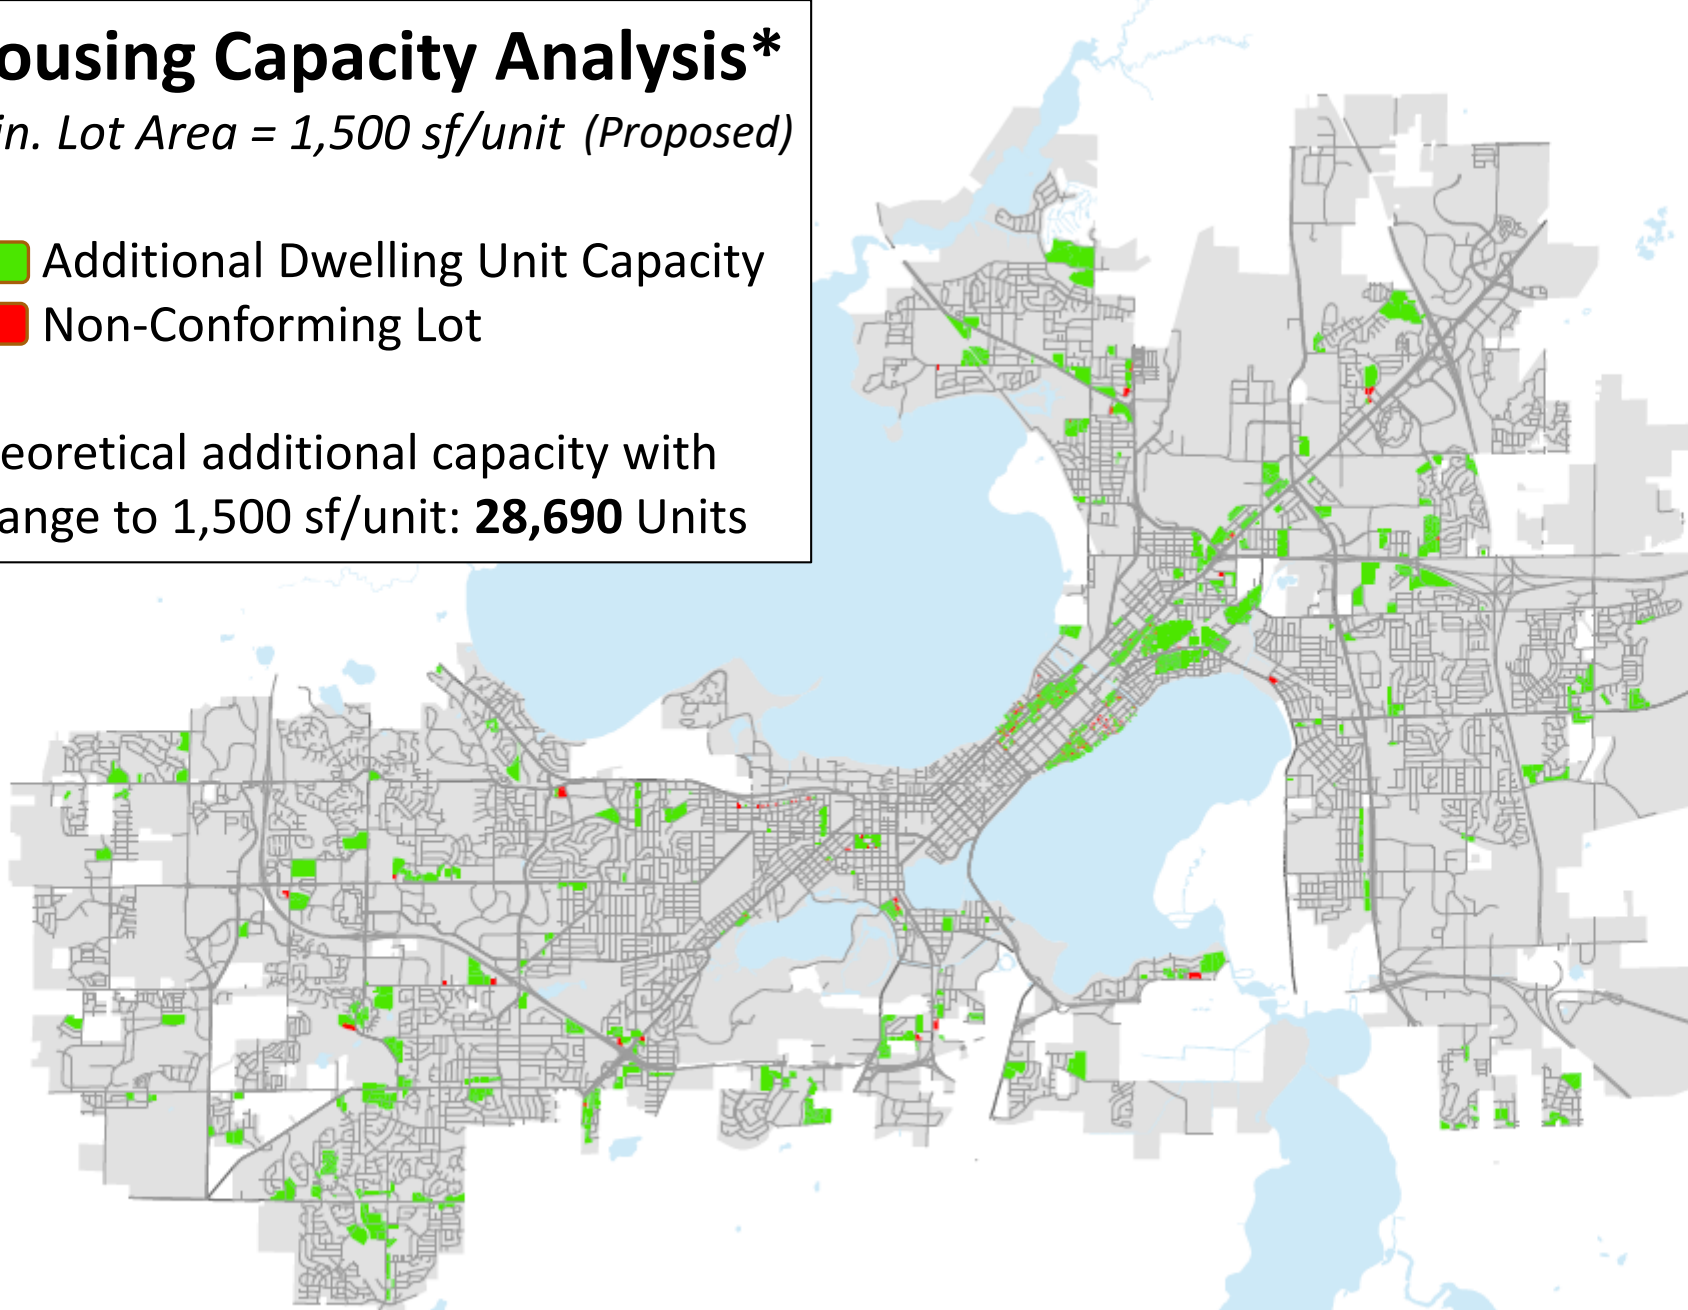 ousing Capacity Analysis*
in. Lot Area = 1,500 sf/unit (Proposed)
Additional Dwelling Unit Capacity
Non-Conforming Lot
eoretical additional capacity with
ange to 1,500 sf/unit: 28,690 Units